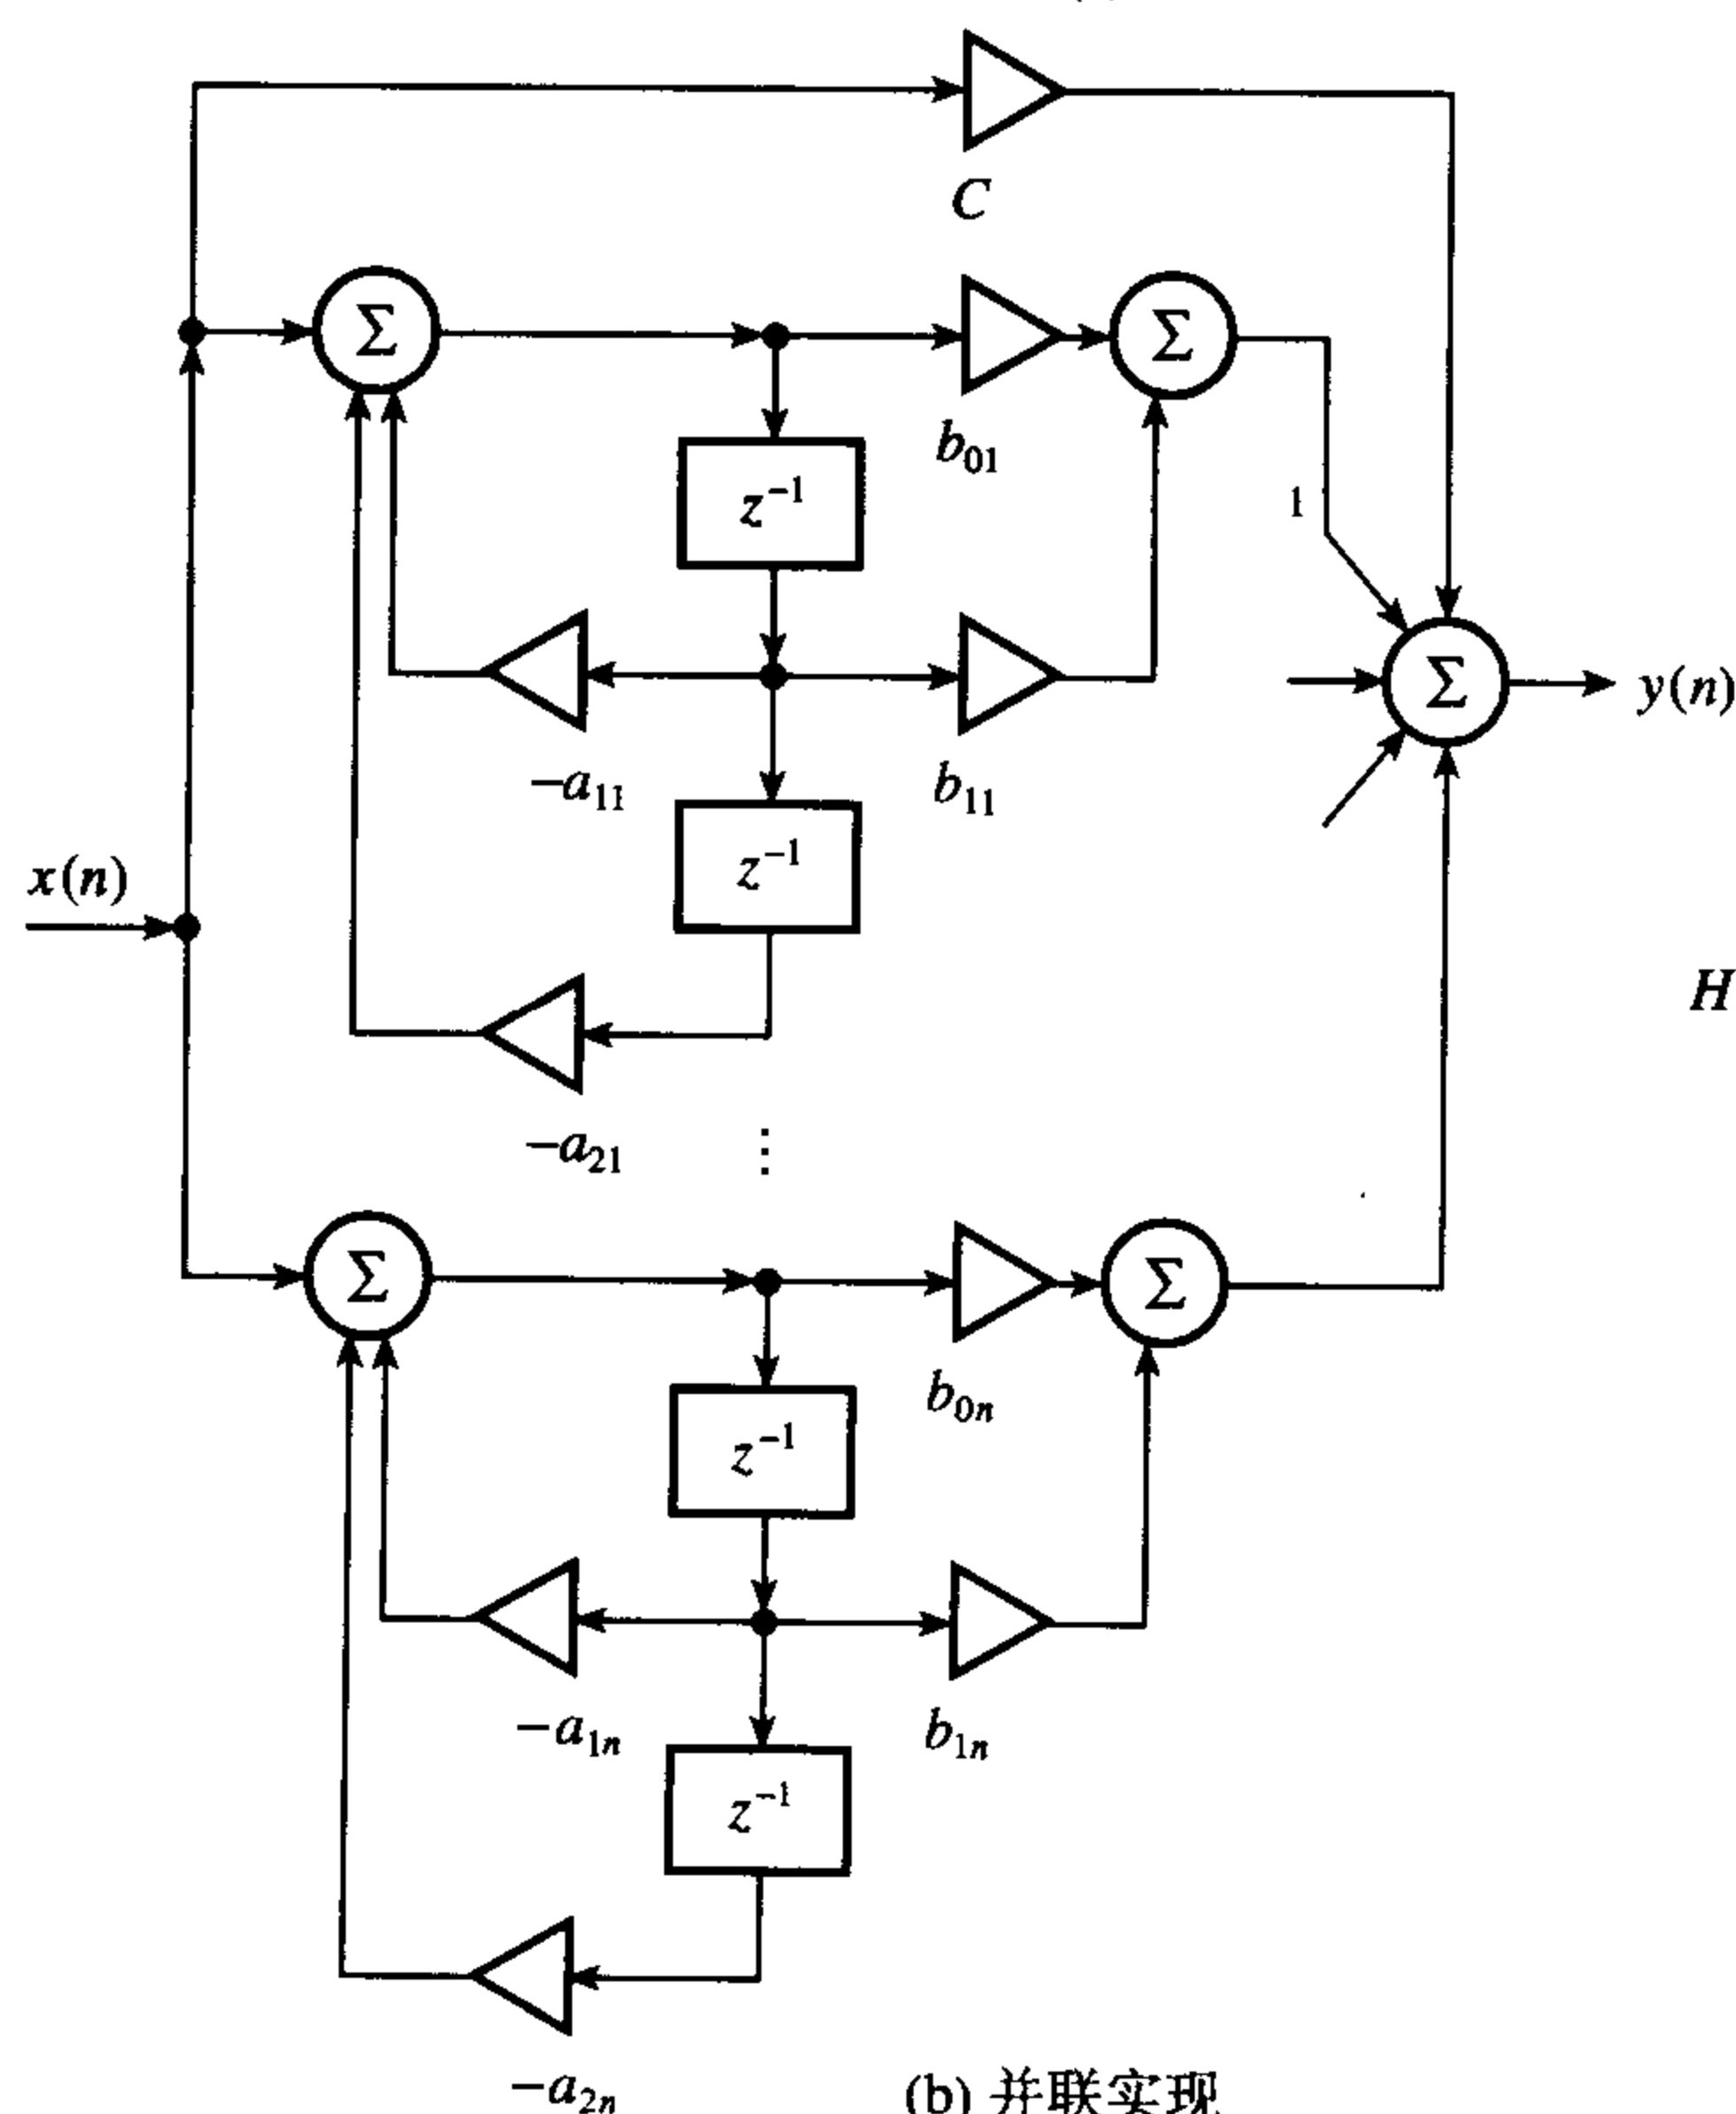 C
Σ
Σ
b₀₁
z⁻¹
1
Σ
y(n)
−a₁₁
b₁₁
z⁻¹
x(n)
H
−a₂₁
⋮
Σ
Σ
b₀ₙ
z⁻¹
−a₁ₙ
b₁ₙ
z⁻¹
−a₂ₙ
(b) 并联实现